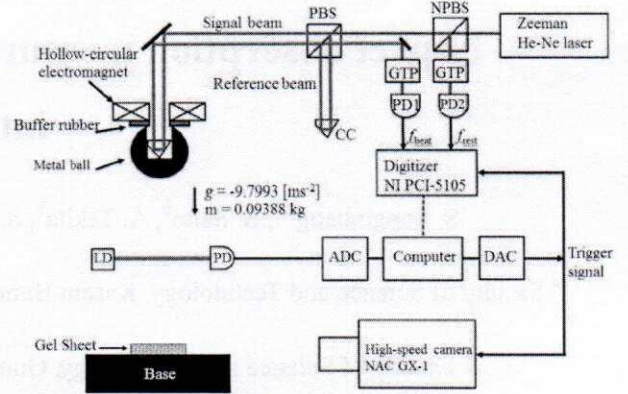 Signal beam
PBS
NPBS
Zeeman
He-Ne laser
Hollow-circular
electromagnet
Reference beam
GTP
GTP
Buffer rubber
PD1
PD2
CC
Metal ball
f_beat
f_rest
Digitizer
NI PCI-5105
g = -9.7993 [ms⁻²]
m = 0.09388 kg
LD
PD
ADC
Computer
DAC
Trigger
signal
Gel Sheet
High-speed camera
NAC GX-1
Base